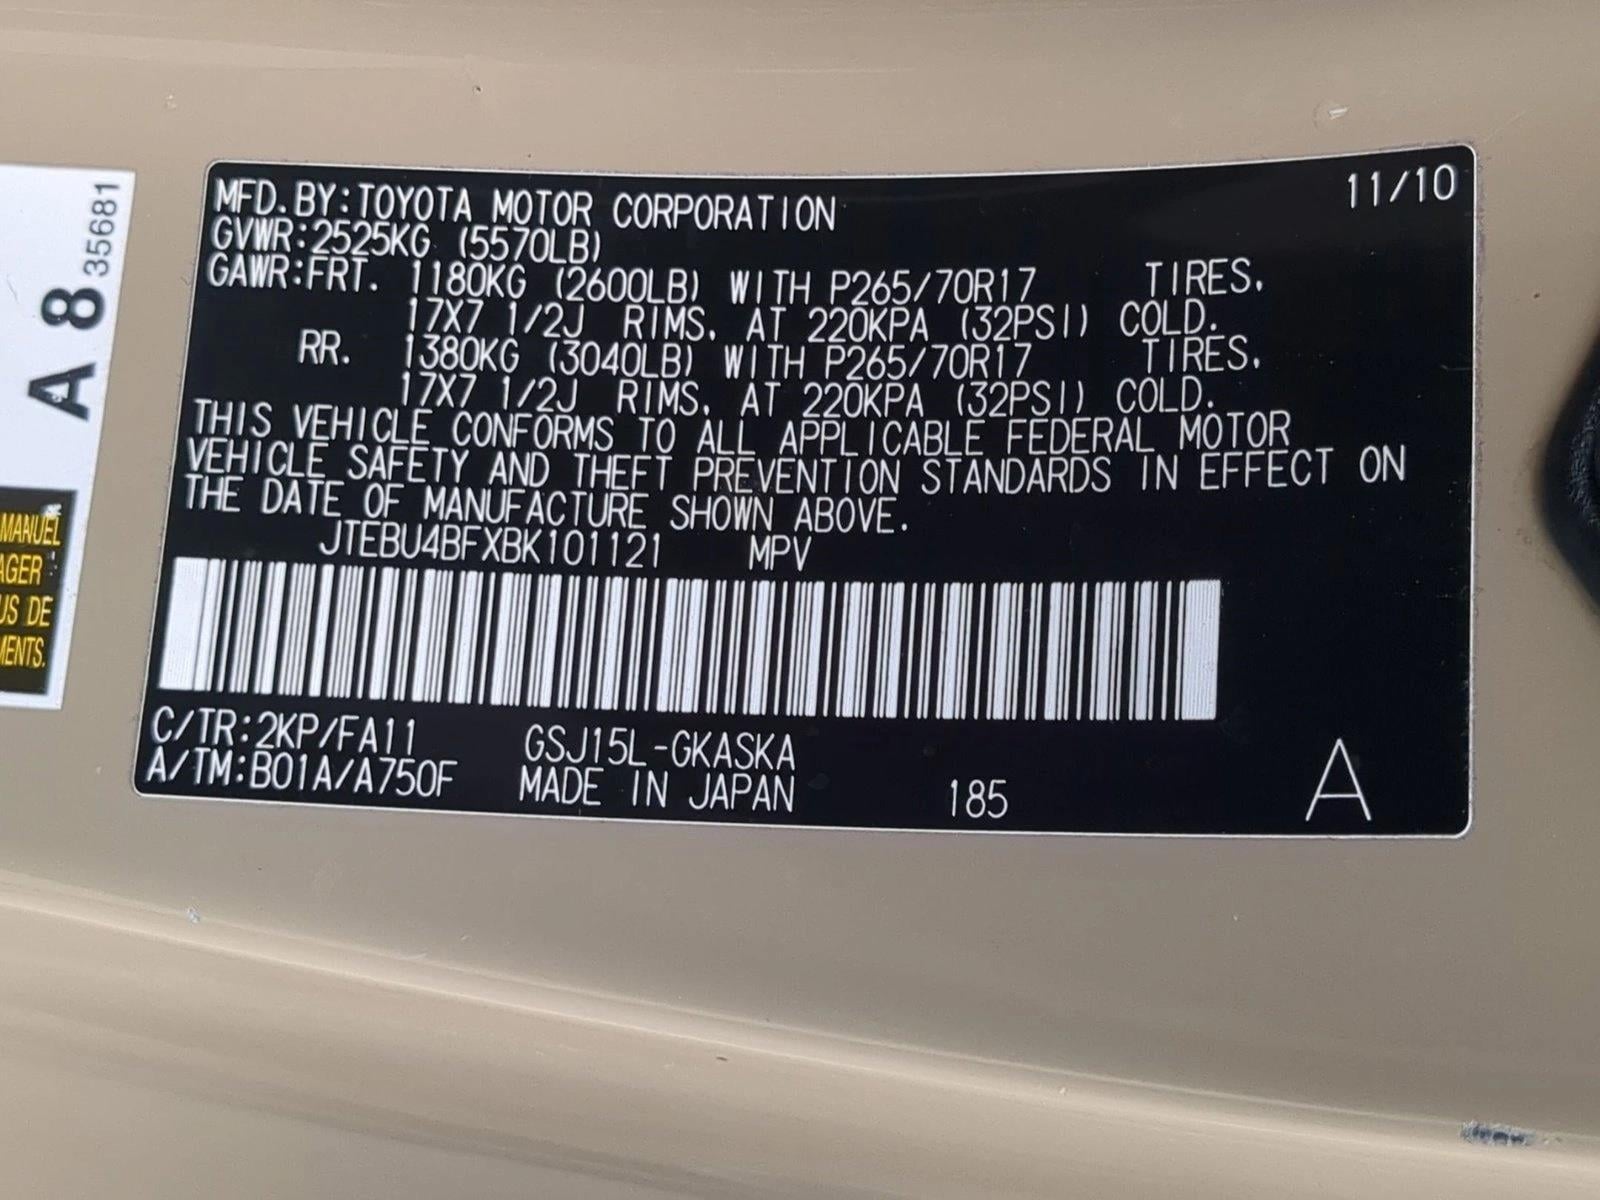 11/10
MFD. BY: TOYOTA MOTOR CORPORATION
GVWR: 2525KG (5570LB)
GAWR: FRT. 1180KG (2600LB) WITH P265/70R17 TIRES,
17X7 1/2J RIMS, AT 220KPA (32PSI) COLD.
RR. 1380KG (3040LB) WITH P265/70R17 TIRES,
17X7 1/2J RIMS, AT 220KPA (32PSI) COLD.
THIS VEHICLE CONFORMS TO ALL APPLICABLE FEDERAL MOTOR
VEHICLE SAFETY AND THEFT PREVENTION STANDARDS IN EFFECT ON
THE DATE OF MANUFACTURE SHOWN ABOVE.
JTEBU4BFXBK101121 MPV
C/TR: 2KP/FA11 GSJ15L-GKASKA
A/TM: B01A/A750F MADE IN JAPAN 185 A
A 8
35681
MANUEL
AGER
US DE
MENTS.